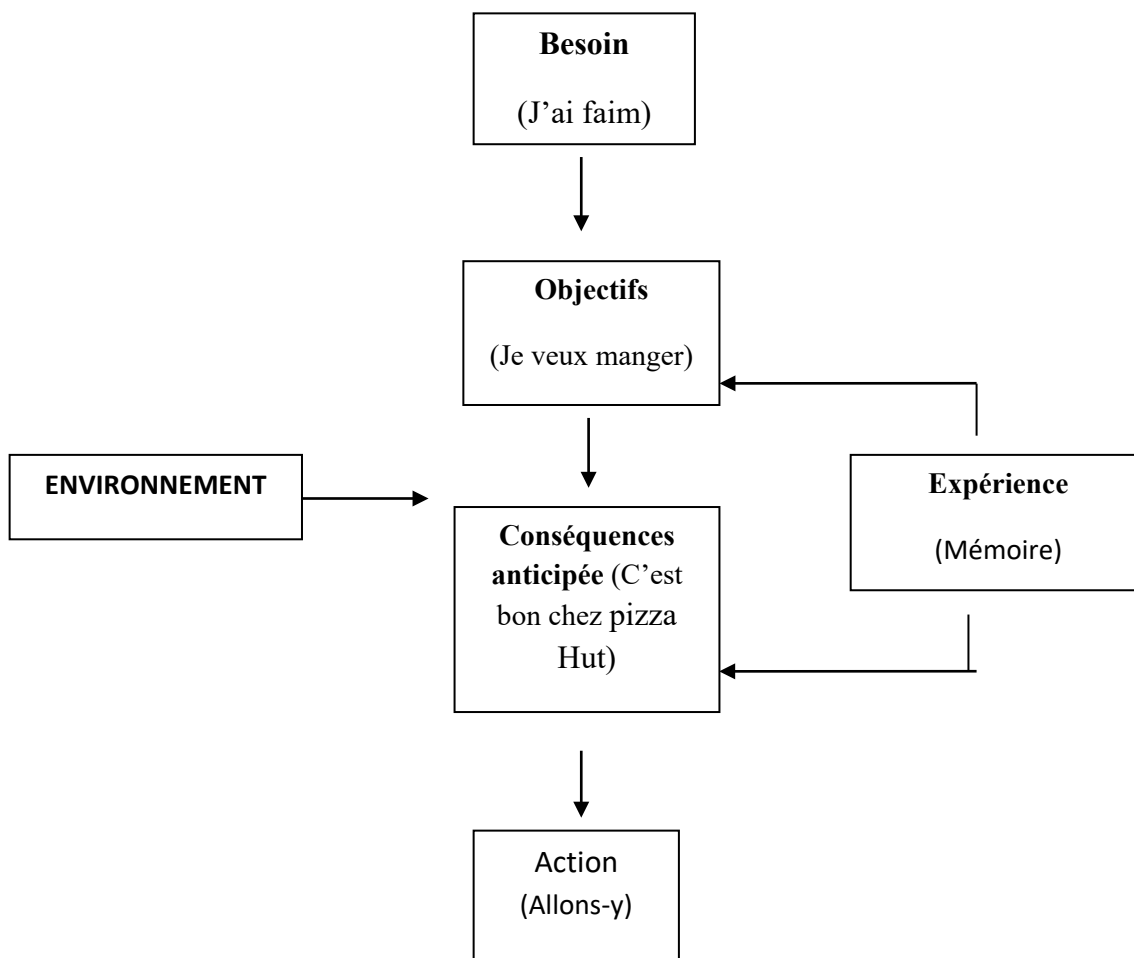 Besoin
(J'ai faim)
Objectifs
(Je veux manger)
ENVIRONNEMENT
Expérience
(Mémoire)
Conséquences
anticipée (C'est
bon chez pizza
Hut)
Action
(Allons-y)